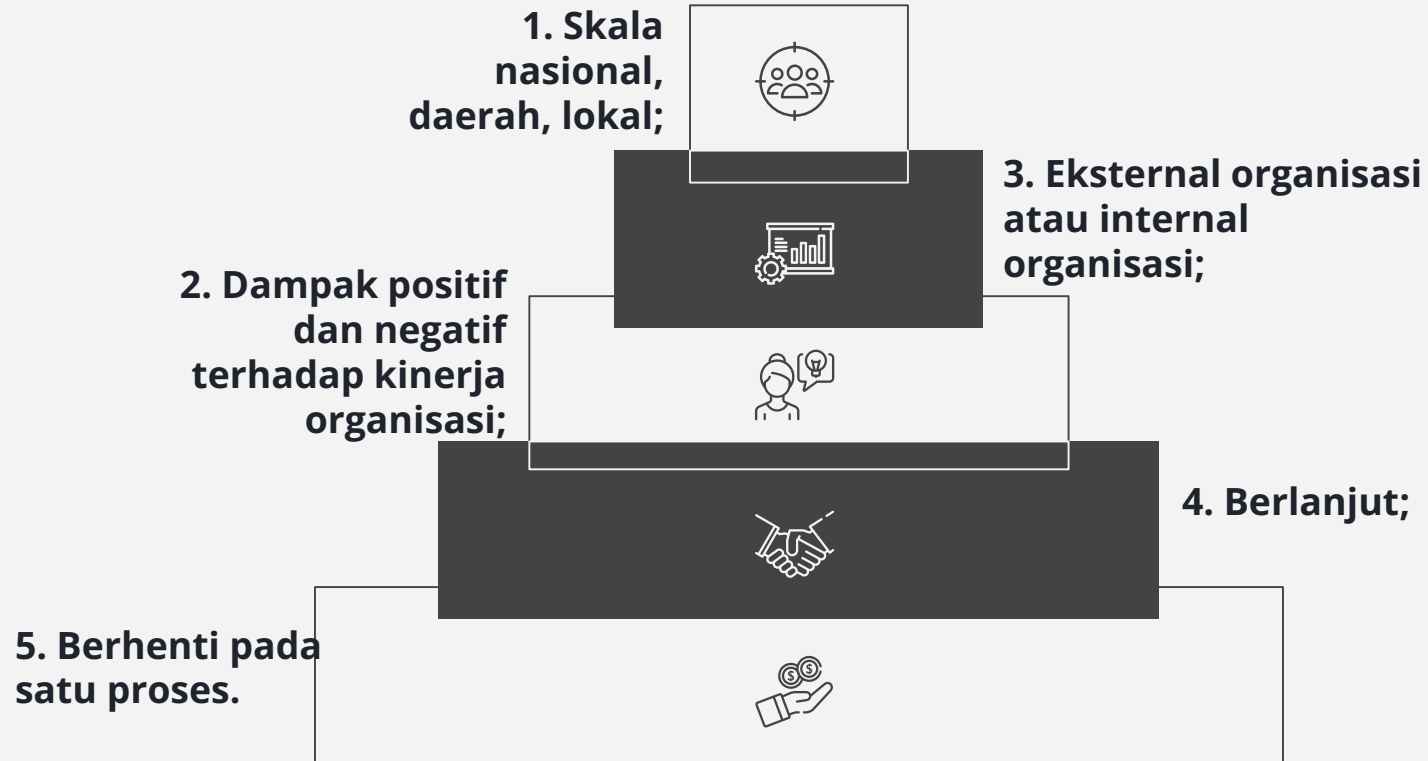 1. Skala
nasional,
daerah, lokal;
2. Dampak positif
dan negatif
terhadap kinerja
organisasi;
3. Eksternal organisasi
atau internal
organisasi;
4. Berlanjut;
5. Berhenti pada
satu proses.